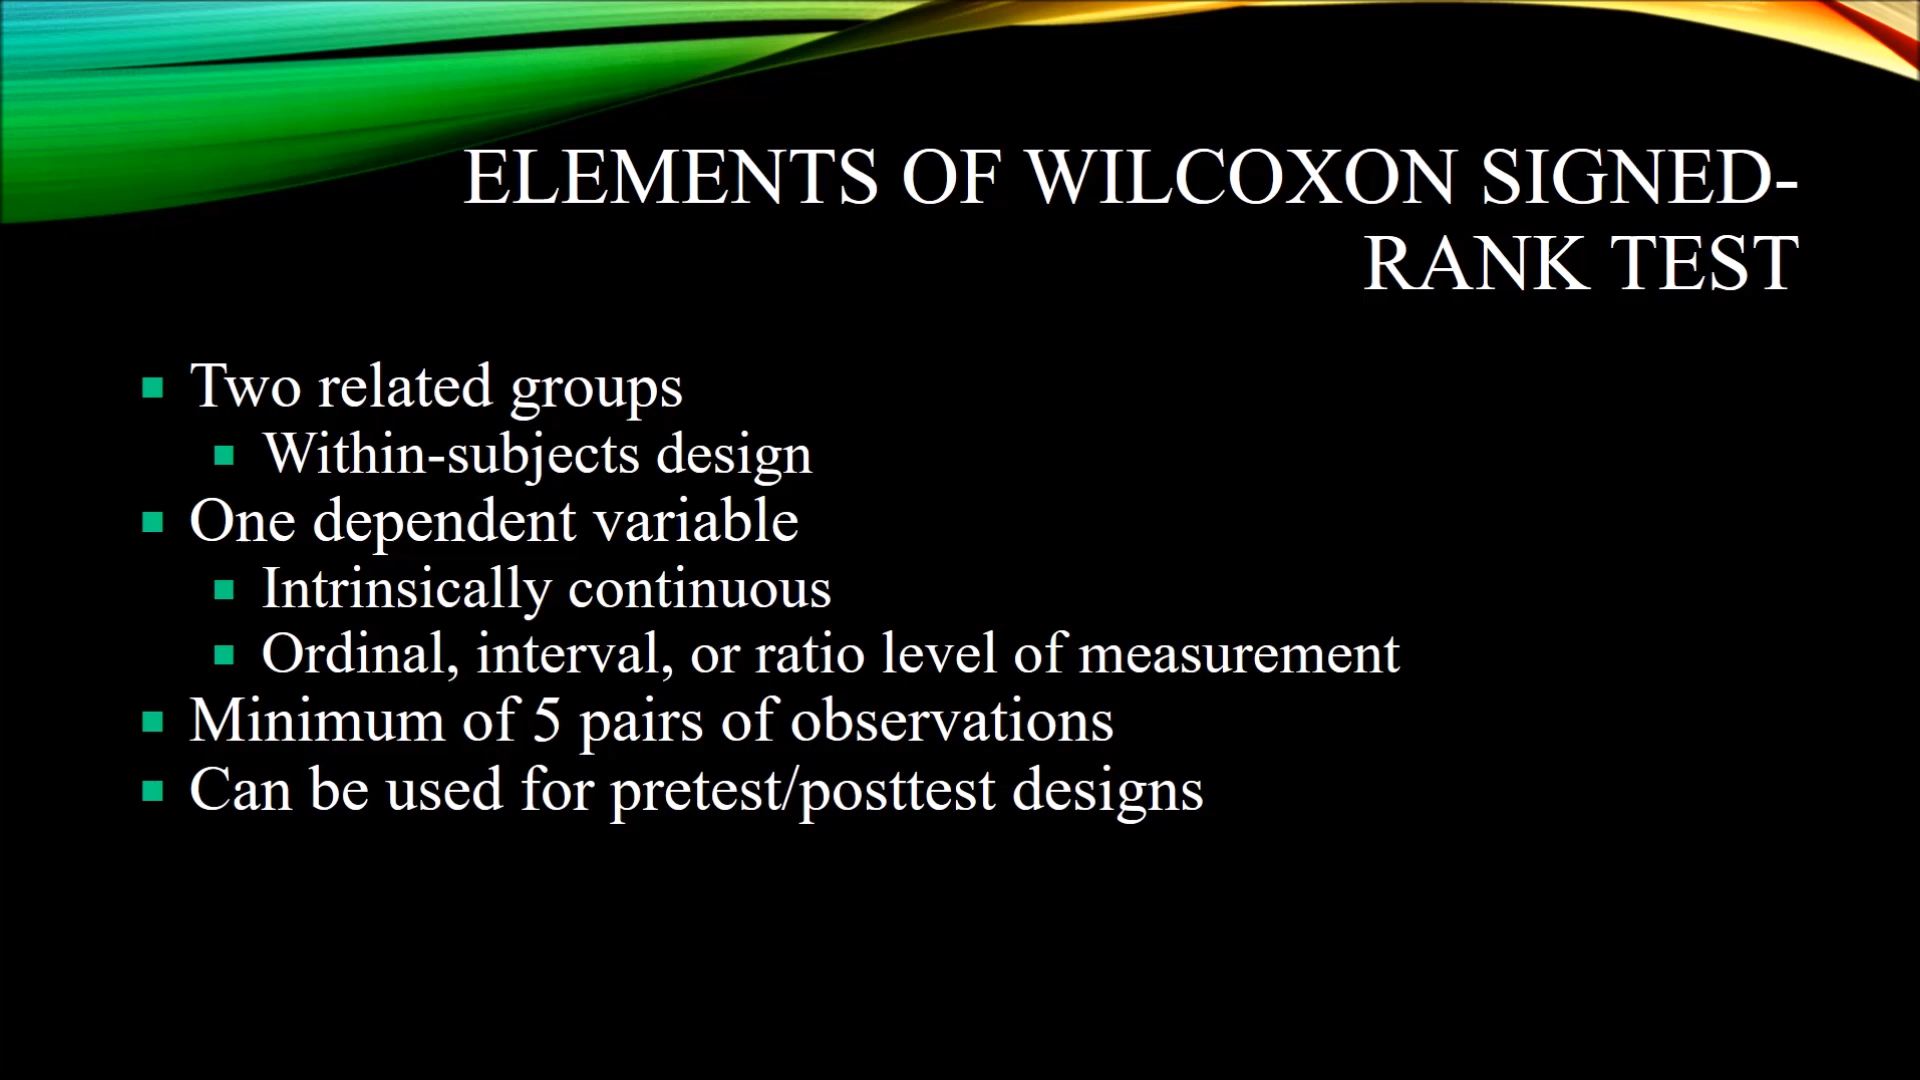 ELEMENTS OF WILCOXON SIGNED-
RANK TEST
Two related groups
Within-subjects design
One dependent variable
Intrinsically continuous
Ordinal, interval, or ratio level of measurement
Minimum of 5 pairs of observations
Can be used for pretest/posttest designs